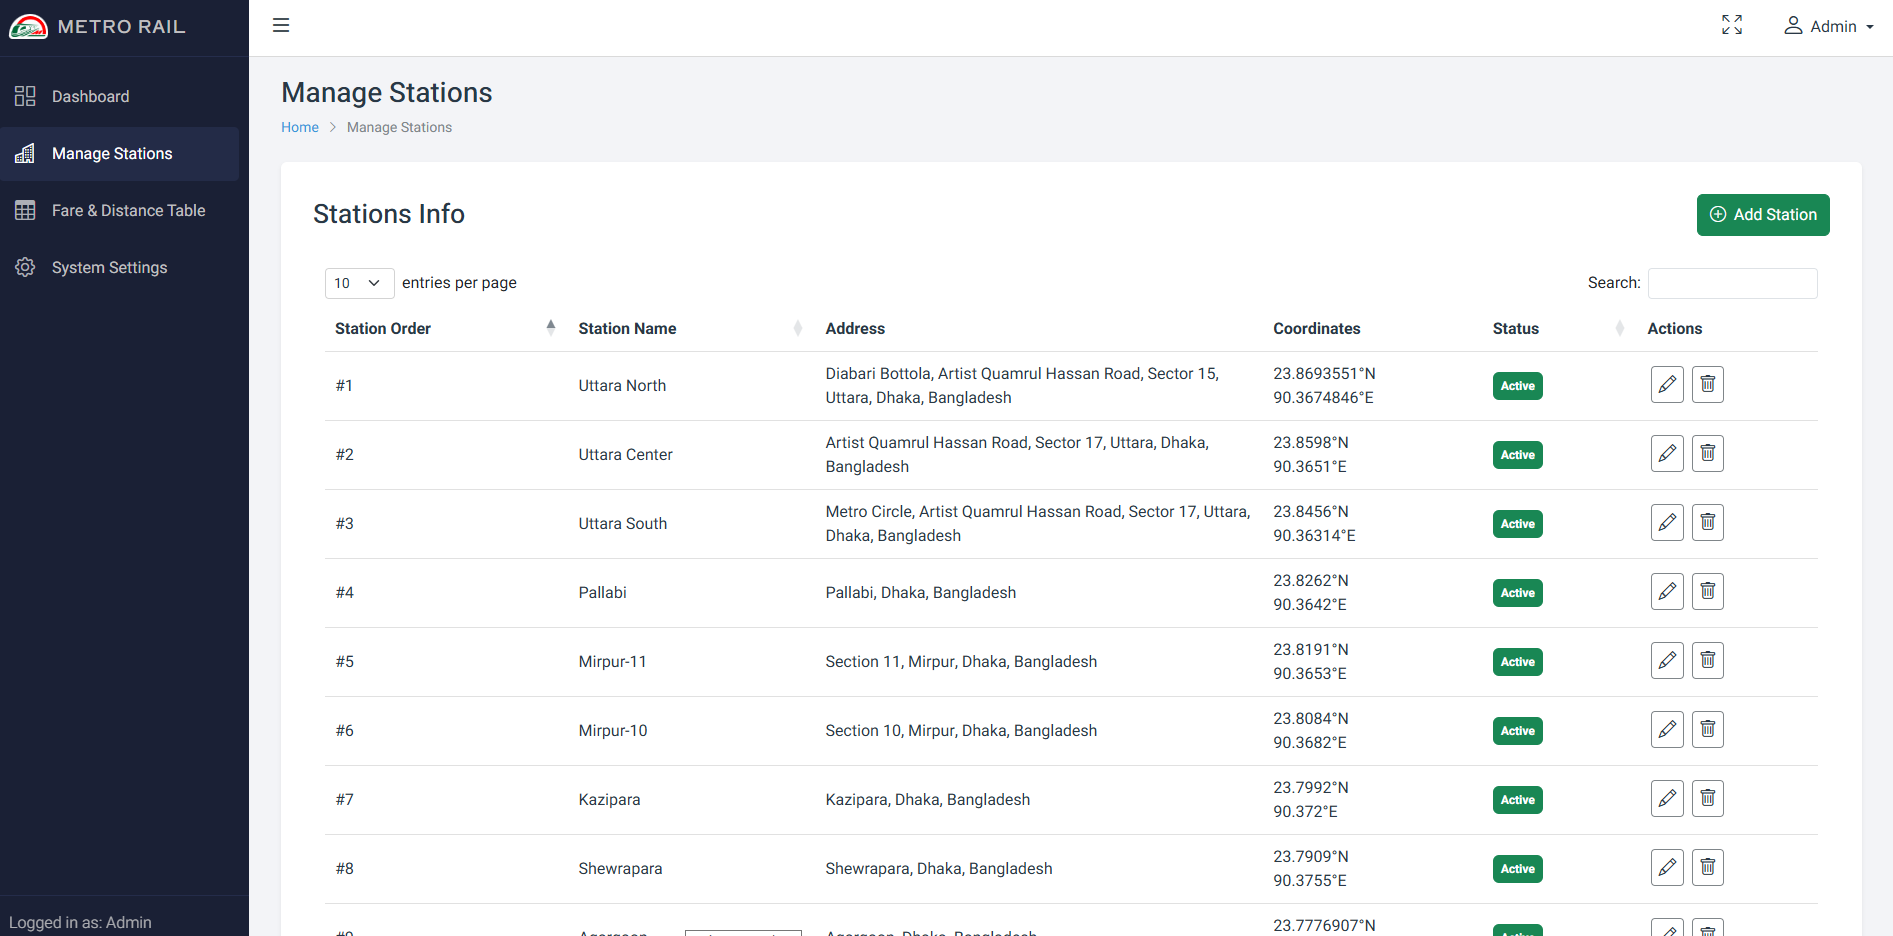 METRO RAIL
Admin
Dashboard
Manage Stations
Fare & Distance Table
System Settings
Logged in as: Admin
Manage Stations
Home > Manage Stations
Stations Info
Add Station
10 entries per page
Search:
Station Order Station Name Address Coordinates Status Actions
#1 Uttara North Diabari Bottola, Artist Quamrul Hassan Road, Sector 15, 23.8693551°N Active
Uttara, Dhaka, Bangladesh 90.3674846°E
#2 Uttara Center Artist Quamrul Hassan Road, Sector 17, Uttara, Dhaka, 23.8598°N Active
Bangladesh 90.3651°E
#3 Uttara South Metro Circle, Artist Quamrul Hassan Road, Sector 17, Uttara, 23.8456°N Active
Dhaka, Bangladesh 90.36314°E
#4 Pallabi Pallabi, Dhaka, Bangladesh 23.8262°N Active
90.3642°E
#5 Mirpur-11 Section 11, Mirpur, Dhaka, Bangladesh 23.8191°N Active
90.3653°E
#6 Mirpur-10 Section 10, Mirpur, Dhaka, Bangladesh 23.8084°N Active
90.3682°E
#7 Kazipara Kazipara, Dhaka, Bangladesh 23.7992°N Active
90.372°E
#8 Shewrapara Shewrapara, Dhaka, Bangladesh 23.7909°N Active
90.3755°E
#9 Agargaon Agargaon, Dhaka, Bangladesh 23.7776907°N Active